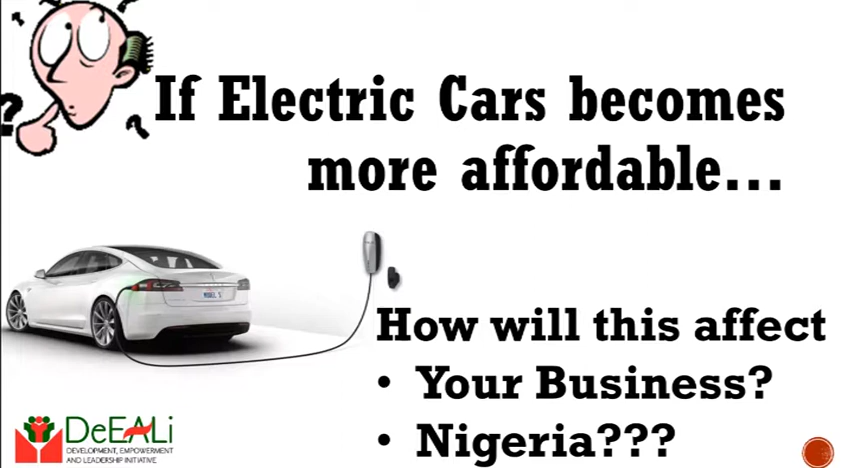 If Electric Cars becomes
more affordable...
MODEL S
How will this affect
• Your Business?
• Nigeria???
DeEALi
DEVELOPMENT, EMPOWERMENT
AND LEADERSHIP INITIATIVE
? ?